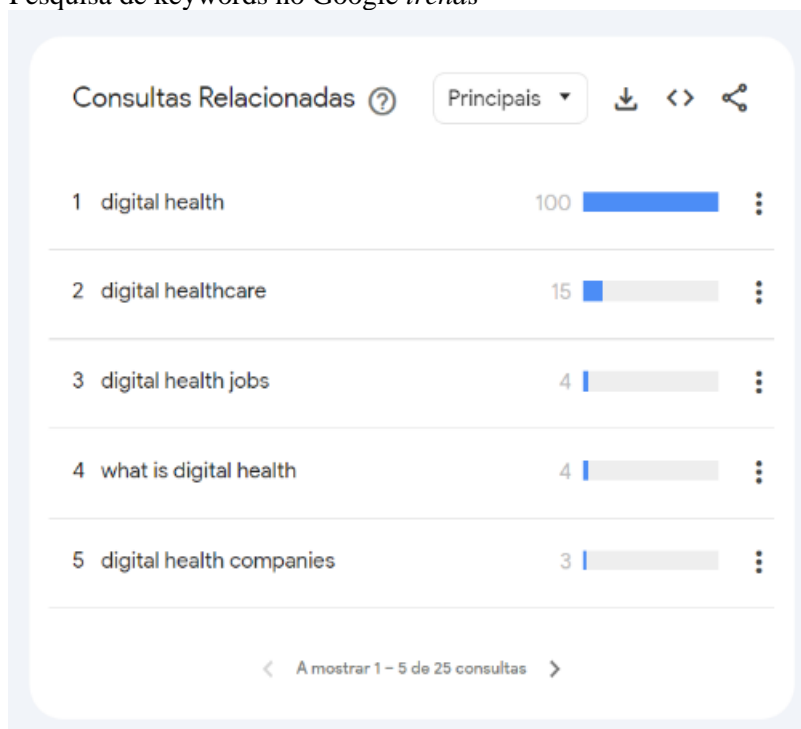 Pesquisa de keywords no Google trends
Consultas Relacionadas ? Principais
1 digital health 100
2 digital healthcare 15
3 digital health jobs 4
4 what is digital health 4
5 digital health companies 3
A mostrar 1 – 5 de 25 consultas